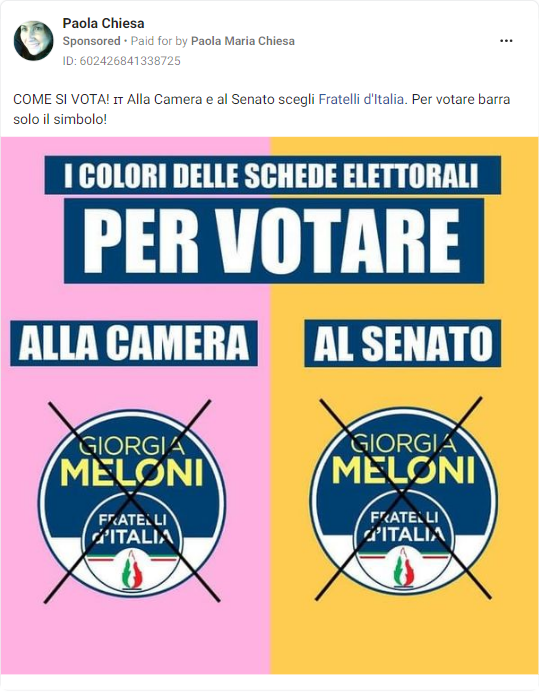 Paola Chiesa
Sponsored • Paid for by Paola Maria Chiesa
ID: 602426841338725
COME SI VOTA! IT Alla Camera e al Senato scegli Fratelli d'Italia. Per votare barra
solo il simbolo!
I COLORI DELLE SCHEDE ELETTORALI
PER VOTARE
ALLA CAMERA
AL SENATO
GIORGIA
MELONI
FRATELLI
d'ITALIA
GIORGIA
MELONI
FRATELLI
d'ITALIA